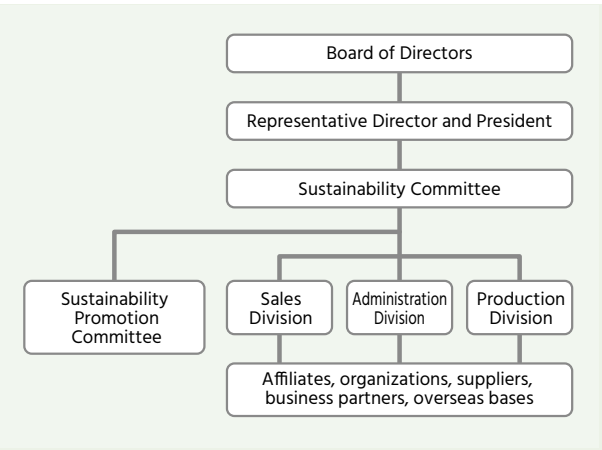 Board of Directors
Representative Director and President
Sustainability Committee
Sustainability
Promotion
Committee
Sales
Division
Administration
Division
Production
Division
Affiliates, organizations, suppliers,
business partners, overseas bases